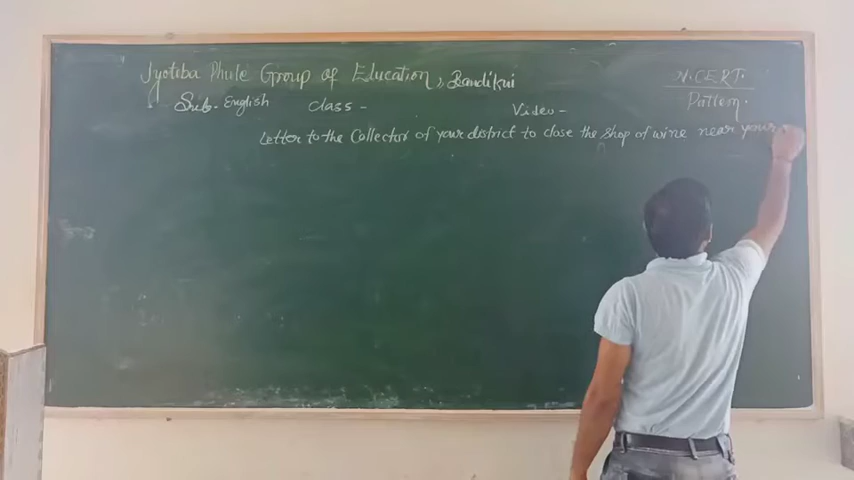 Jyotiba Phule Group of Education, Bandikui
N.C.E.R.T.
Sub- English Class - Video - Pattern.
Letter to the Collector of your district to close the shop of wine near your